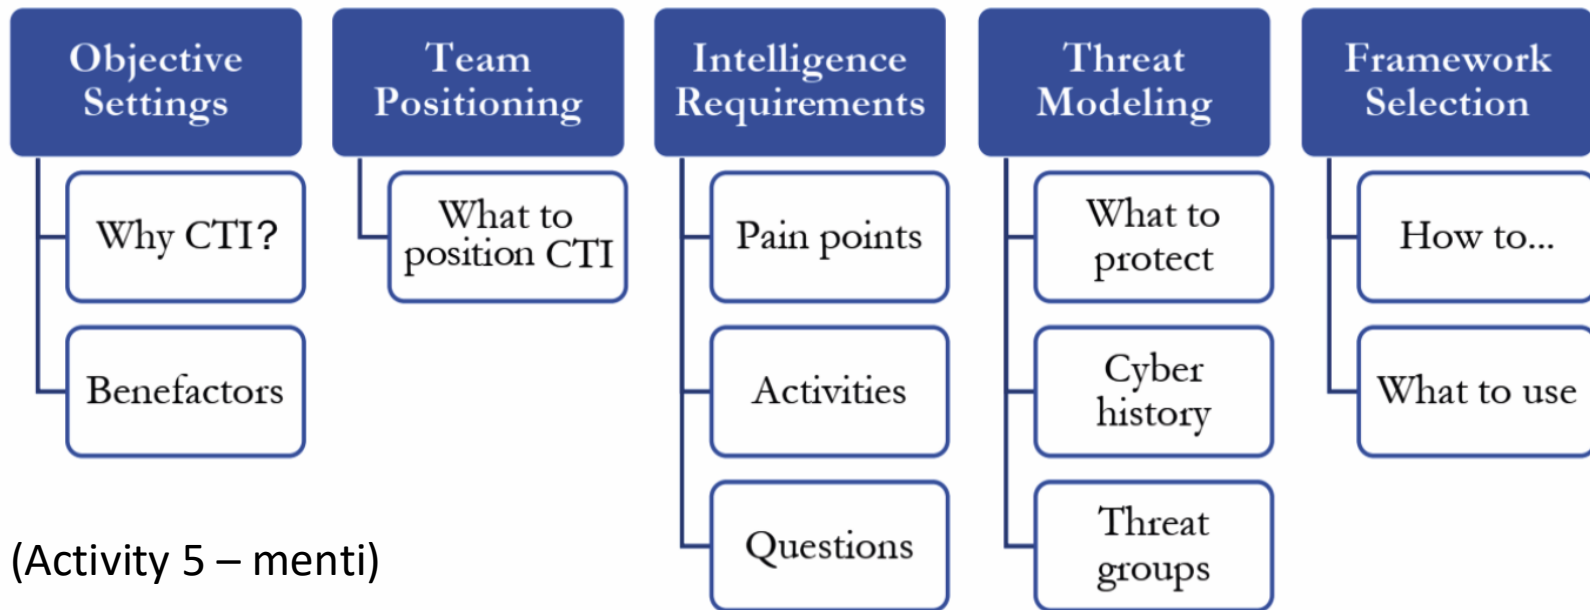 Objective
Settings
Why CTI?
Benefactors
Team
Positioning
What to
position CTI
Intelligence
Requirements
Pain points
Activities
Questions
Threat
Modeling
What to
protect
Cyber
history
Threat
groups
Framework
Selection
How to...
What to use
(Activity 5 – menti)